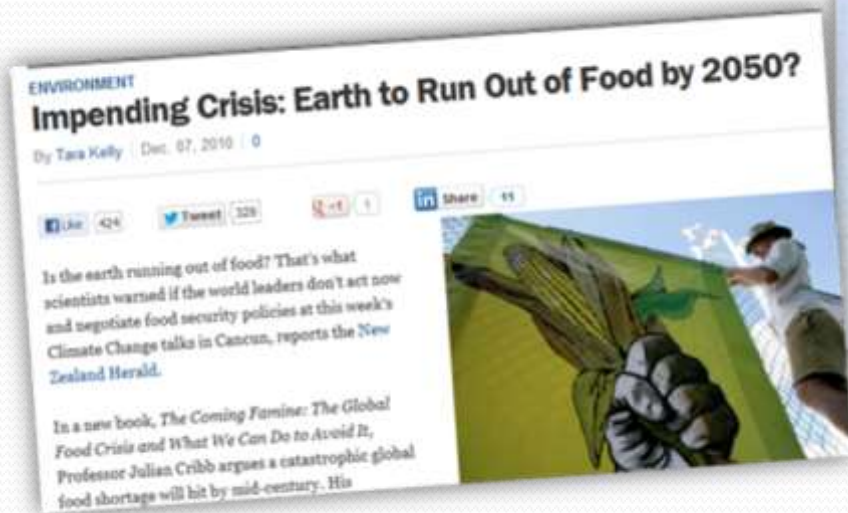 ENVIRONMENT
Impending Crisis: Earth to Run Out of Food by 2050?
By Tara Kelly | Dec. 07, 2010 | 0
Like 424 Tweet 328 +1 1 in Share 11
Is the earth running out of food? That's what
scientists warned if the world leaders don't act now
and negotiate food security policies at this week's
Climate Change talks in Cancun, reports the New
Zealand Herald.
In a new book, The Coming Famine: The Global
Food Crisis and What We Can Do to Avoid It,
Professor Julian Cribb argues a catastrophic global
food shortage will hit by mid-century. His